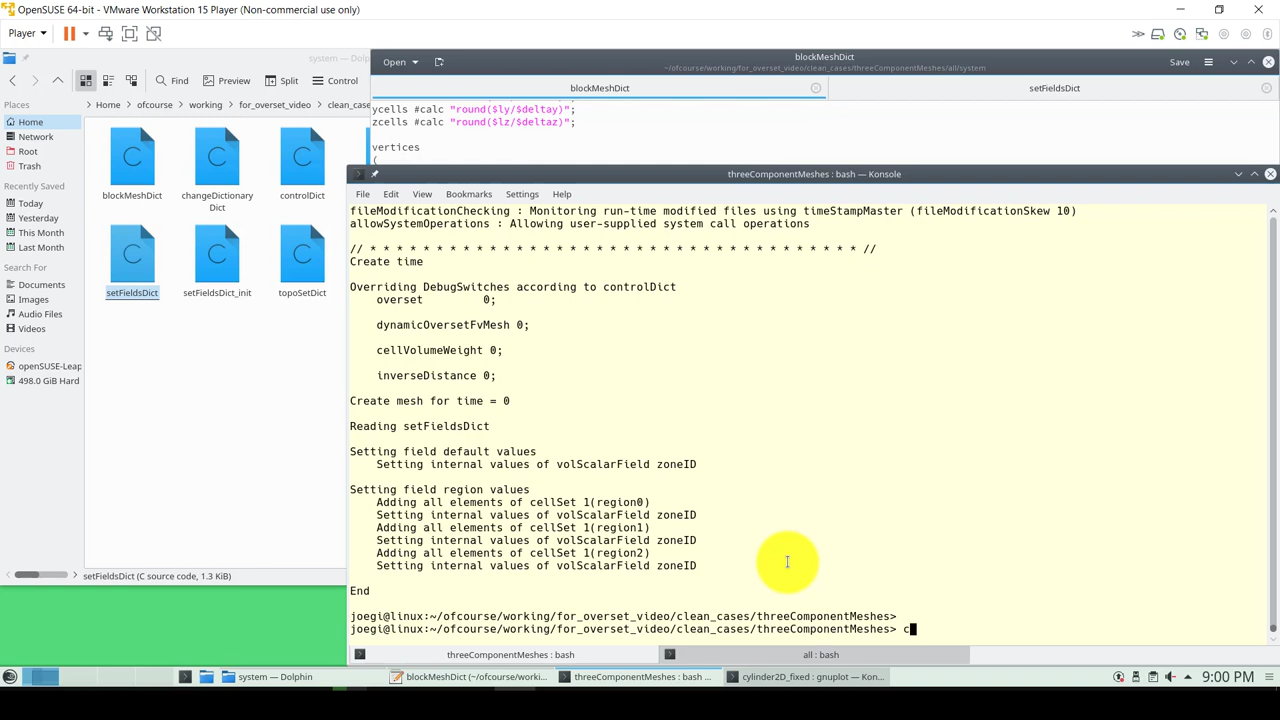 OpenSUSE 64-bit - VMware Workstation 15 Player (Non-commercial use only)
Player
system — Dolp
Find
Preview
Split
Control
Home
ofcourse
working
for_overset_video
clean_cas
Places
Home
Network
Root
Trash
Recently Saved
Today
Yesterday
This Month
Last Month
Search For
Documents
Images
Audio Files
Videos
Devices
openSUSE-Leap
498.0 GiB Hard
blockMeshDict
changeDictionary
Dict
controlDict
setFieldsDict
setFieldsDict_init
topoSetDict
setFieldsDict (C source code, 1.3 KiB)
Open
blockMeshDict
~/ofcourse/working/for_overset_video/clean_cases/threeComponentMeshes/all/system
Save
blockMeshDict
setFieldsDict
ycells #calc "round($ly/$deltay)";
zcells #calc "round($lz/$deltaz)";
vertices
(
threeComponentMeshes : bash — Konsole
File Edit View Bookmarks Settings Help
fileModificationChecking : Monitoring run-time modified files using timeStampMaster (fileModificationSkew 10)
allowSystemOperations : Allowing user-supplied system call operations
// * * * * * * * * * * * * * * * * * * * * * * * * * * * * * * * * * * * * * //
Create time
Overriding DebugSwitches according to controlDict
overset 0;
dynamicOversetFvMesh 0;
cellVolumeWeight 0;
inverseDistance 0;
Create mesh for time = 0
Reading setFieldsDict
Setting field default values
Setting internal values of volScalarField zoneID
Setting field region values
Adding all elements of cellSet 1(region0)
Setting internal values of volScalarField zoneID
Adding all elements of cellSet 1(region1)
Setting internal values of volScalarField zoneID
Adding all elements of cellSet 1(region2)
Setting internal values of volScalarField zoneID
End
joegi@linux:~/ofcourse/working/for_overset_video/clean_cases/threeComponentMeshes>
joegi@linux:~/ofcourse/working/for_overset_video/clean_cases/threeComponentMeshes> c
threeComponentMeshes : bash
all : bash
system — Dolphin
blockMeshDict (~/ofcourse/worki...
threeComponentMeshes : bash ...
cylinder2D_fixed : gnuplot — Kon...
9:00 PM